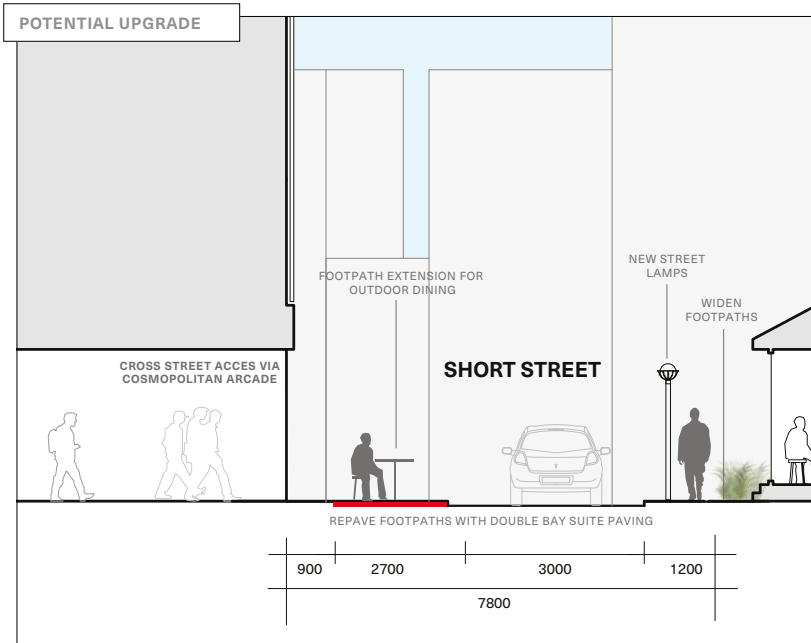 POTENTIAL UPGRADE
NEW STREET
LAMPS
FOOTPATH EXTENSION FOR
OUTDOOR DINING
WIDEN
FOOTPATHS
CROSS STREET ACCES VIA
COSMOPOLITAN ARCADE
SHORT STREET
REPAVE FOOTPATHS WITH DOUBLE BAY SUITE PAVING
900 2700 3000 1200
7800